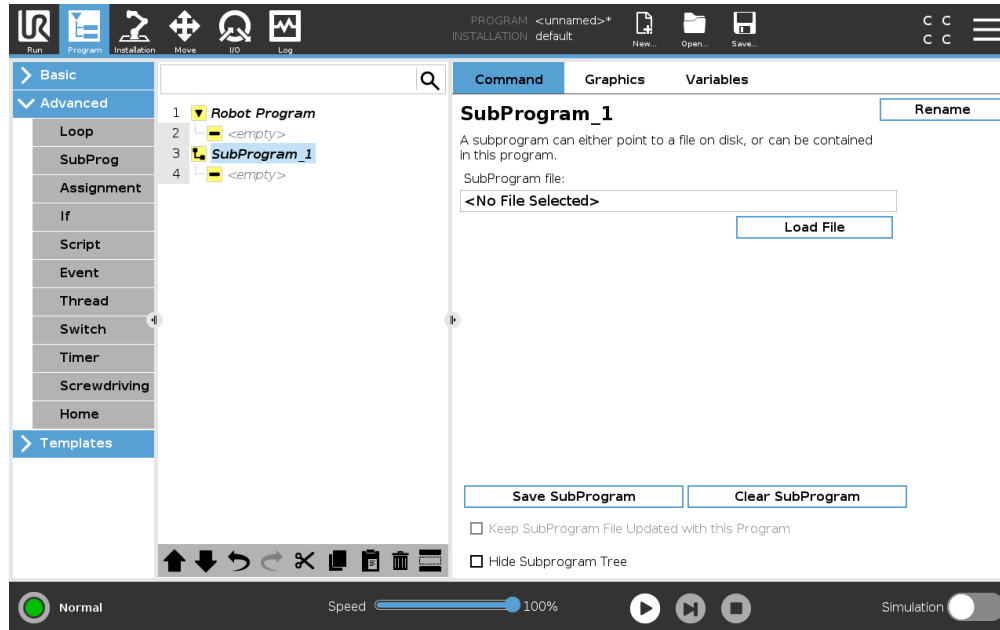 UR
Run
Program
Installation
Move
I/O
Log
PROGRAM <unnamed>*
INSTALLATION default
New...
Open...
Save...
C C
C C
Basic
Advanced
Loop
SubProg
Assignment
If
Script
Event
Thread
Switch
Timer
Screwdriving
Home
Templates
1 Robot Program
2 <empty>
3 SubProgram_1
4 <empty>
Command Graphics Variables
SubProgram_1
Rename
A subprogram can either point to a file on disk, or can be contained
in this program.
SubProgram file:
<No File Selected>
Load File
Save SubProgram
Clear SubProgram
Keep SubProgram File Updated with this Program
Hide Subprogram Tree
Normal
Speed
100%
Simulation